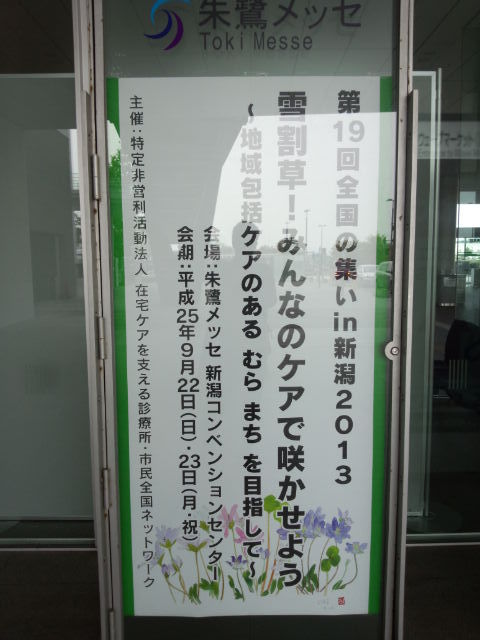 朱鷺メッセ
Toki Messe
第19回全国の集いin新潟2013
雪割草!みんなのケアで咲かせよう
～地域包括ケアのある むら まち を目指して～
会場:朱鷺メッセ 新潟コンベンションセンター
会期:平成25年9月22日(日)・23日(月・祝)
主催:特定非営利活動法人 在宅ケアを支える診療所・市民全国ネットワーク